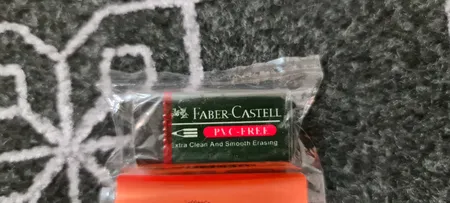 FABER-CASTELL
PVC-FREE
Extra Clean And Smooth Erasing